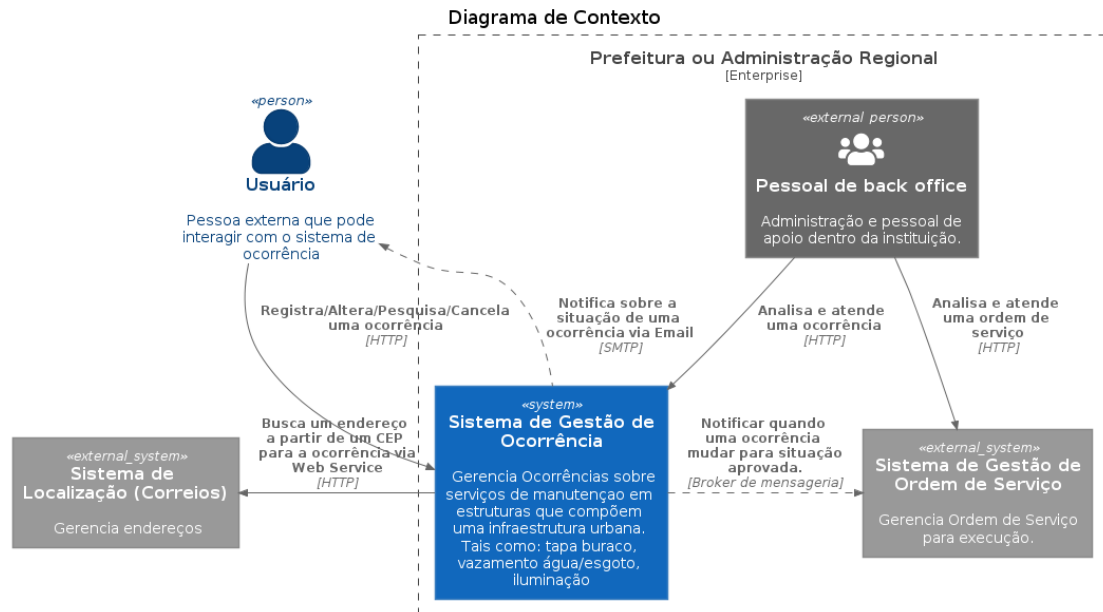 Diagrama de Contexto
Prefeitura ou Administração Regional
[Enterprise]
«person»
Usuário
Pessoa externa que pode
interagir com o sistema de
ocorrência
«external person»
Pessoal de back office
Administração e pessoal de
apoio dentro da instituição.
Registra/Altera/Pesquisa/Cancela
uma ocorrência
[HTTP]
Notifica sobre a
situação de uma
ocorrência via Email
[SMTP]
Analisa e atende
uma ocorrência
[HTTP]
Analisa e atende
uma ordem de
serviço
[HTTP]
«external_system»
Sistema de
Localização (Correios)
Gerencia endereços
Busca um endereço
a partir de um CEP
para a ocorrência via
Web Service
[HTTP]
«system»
Sistema de Gestão de
Ocorrência
Gerencia Ocorrências sobre
serviços de manutençao em
estruturas que compõem
uma infraestrutura urbana.
Tais como: tapa buraco,
vazamento água/esgoto,
iluminação
Notificar quando
uma ocorrência
mudar para situação
aprovada.
[Broker de mensageria]
«external_system»
Sistema de Gestão de
Ordem de Serviço
Gerencia Ordem de Serviço
para execução.